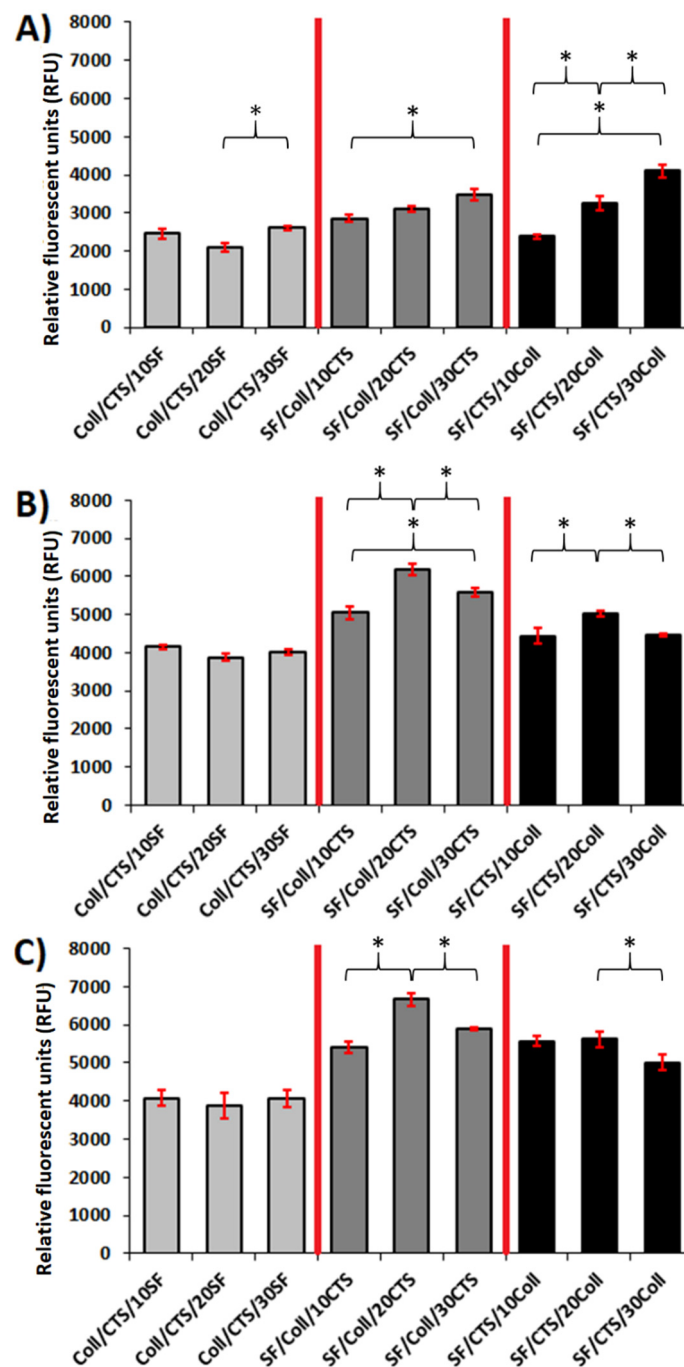 A)
Relative fluorescent units (RFU)
8000
7000
6000
5000
4000
3000
2000
1000
0
*
*
* *
*
Coll/CTS/10SF
Coll/CTS/20SF
Coll/CTS/30SF
SF/Coll/10CTS
SF/Coll/20CTS
SF/Coll/30CTS
SF/CTS/10Coll
SF/CTS/20Coll
SF/CTS/30Coll
B)
Relative fluorescent units (RFU)
8000
7000
6000
5000
4000
3000
2000
1000
0
* *
*
* *
Coll/CTS/10SF
Coll/CTS/20SF
Coll/CTS/30SF
SF/Coll/10CTS
SF/Coll/20CTS
SF/Coll/30CTS
SF/CTS/10Coll
SF/CTS/20Coll
SF/CTS/30Coll
C)
Relative fluorescent units (RFU)
8000
7000
6000
5000
4000
3000
2000
1000
0
* *
*
Coll/CTS/10SF
Coll/CTS/20SF
Coll/CTS/30SF
SF/Coll/10CTS
SF/Coll/20CTS
SF/Coll/30CTS
SF/CTS/10Coll
SF/CTS/20Coll
SF/CTS/30Coll